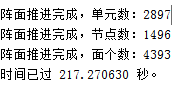 阵面推进完成，单元数：2897
阵面推进完成，节点数：1496
阵面推进完成，面个数：4393
时间已过 217.270630 秒。